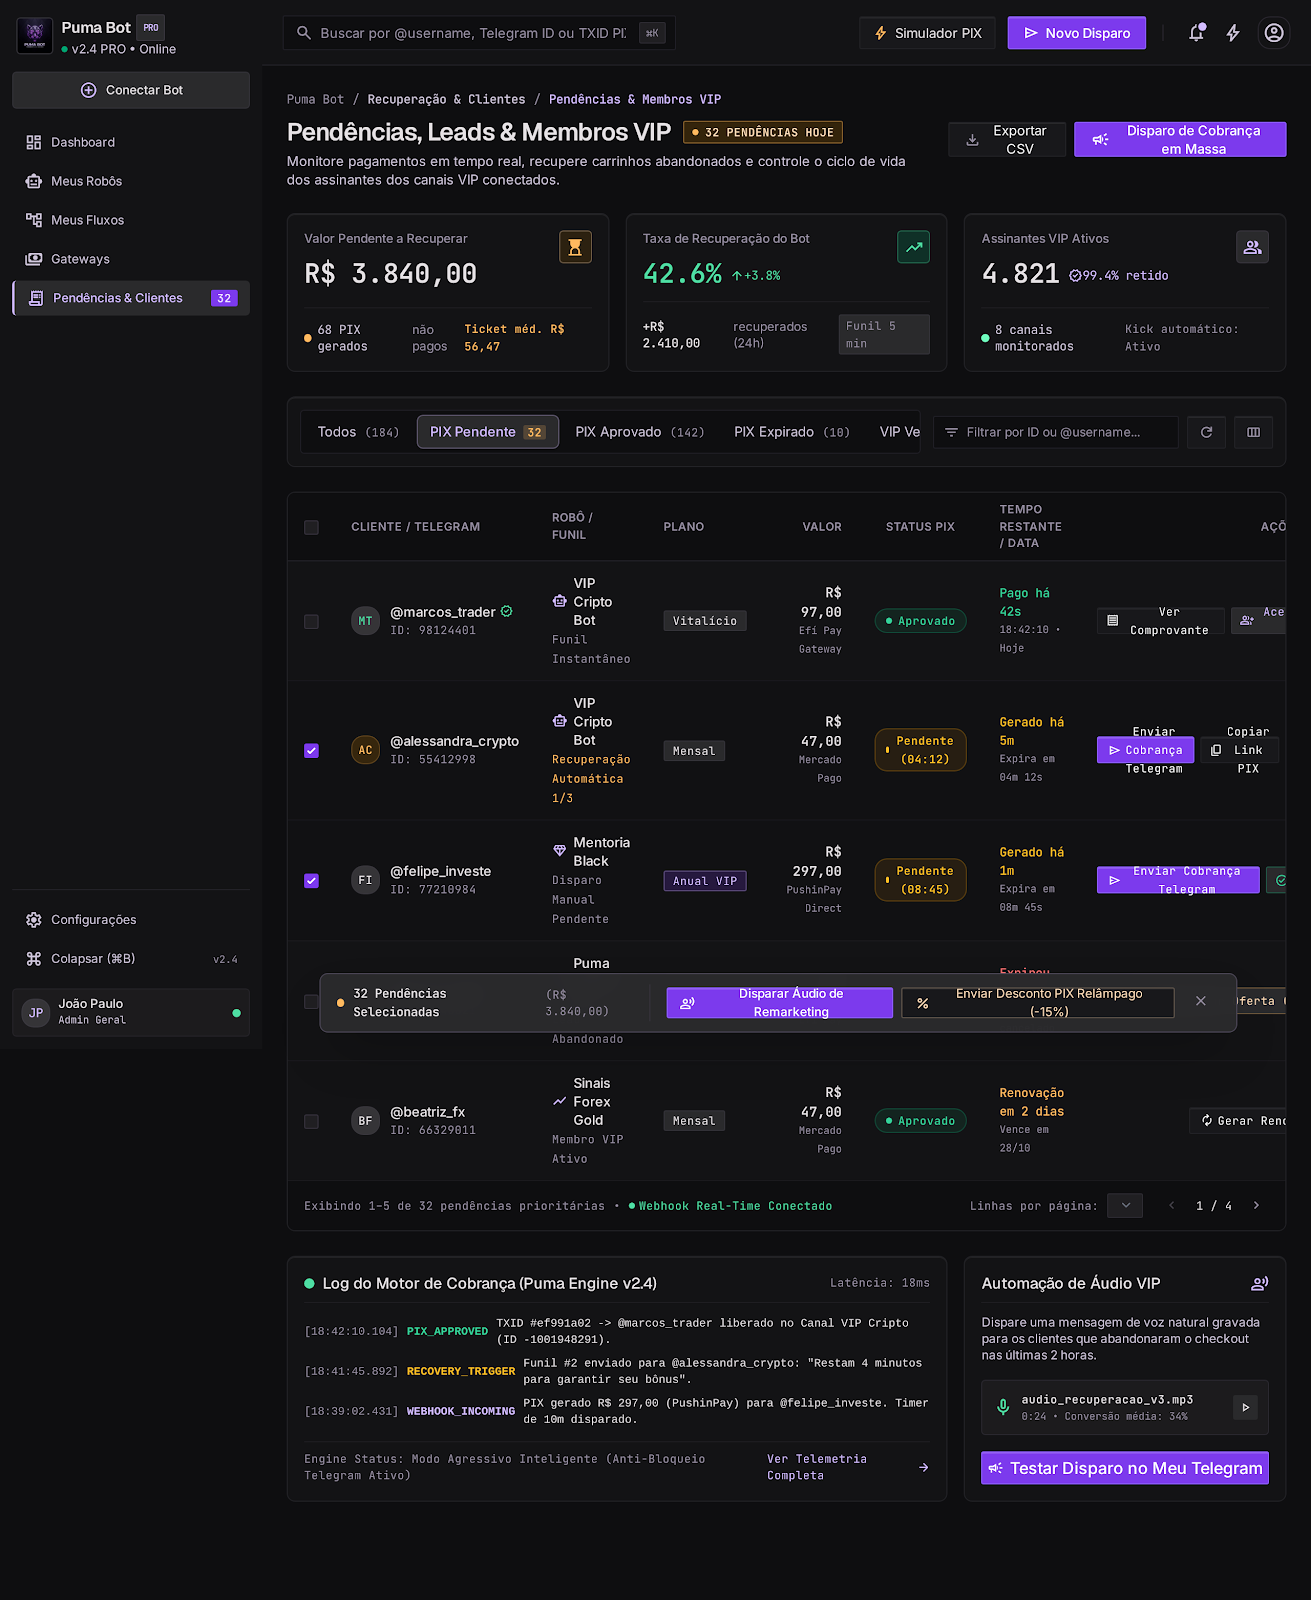 Puma Bot PRO
v2.4 PRO • Online
Buscar por @username, Telegram ID ou TXID PI
⌘K
Simulador PIX
Novo Disparo
Conectar Bot
Dashboard
Meus Robôs
Meus Fluxos
Gateways
Pendências & Clientes 32
Configurações
Colapsar (⌘B) v2.4
JP
João Paulo
Admin Geral
Puma Bot / Recuperação & Clientes / Pendências & Membros VIP
Pendências, Leads & Membros VIP
32 PENDÊNCIAS HOJE
Monitore pagamentos em tempo real, recupere carrinhos abandonados e controle o ciclo de vida
dos assinantes dos canais VIP conectados.
Exportar
CSV
Disparo de Cobrança
em Massa
Valor Pendente a Recuperar
R$ 3.840,00
68 PIX
gerados
não
pagos
Ticket méd. R$
56,47
Taxa de Recuperação do Bot
42.6% +3.8%
+R$
2.410,00
recuperados
(24h)
Funil 5
min
Assinantes VIP Ativos
4.821 99.4% retido
8 canais
monitorados
Kick automático:
Ativo
Todos (184)
PIX Pendente 32
PIX Aprovado (142)
PIX Expirado (10)
VIP Ve
Filtrar por ID ou @username...
CLIENTE / TELEGRAM
ROBÔ /
FUNIL
PLANO
VALOR
STATUS PIX
TEMPO
RESTANTE
/ DATA
AÇÕ
MT
@marcos_trader
ID: 98124401
VIP
Cripto
Bot
Funil
Instantâneo
Vitalício
R$
97,00
Efí Pay
Gateway
Aprovado
Pago há
42s
18:42:10 •
Hoje
Ver
Comprovante
Ace
AC
@alessandra_crypto
ID: 55412998
VIP
Cripto
Bot
Recuperação
Automática
1/3
Mensal
R$
47,00
Mercado
Pago
Pendente
(04:12)
Gerado há
5m
Expira em
04m 12s
Enviar
Cobrança
Telegram
Copiar
Link
PIX
FI
@felipe_investe
ID: 77210984
Mentoria
Black
Disparo
Manual
Pendente
Anual VIP
R$
297,00
PushinPay
Direct
Pendente
(08:45)
Gerado há
1m
Expira em
08m 45s
Enviar Cobrança
Telegram
Puma
Abandonado
Expirou
Oferta
32 Pendências
Selecionadas
(R$
3.840,00)
Disparar Áudio de
Remarketing
Enviar Desconto PIX Relâmpago
(-15%)
BF
@beatriz_fx
ID: 66329011
Sinais
Forex
Gold
Membro VIP
Ativo
Mensal
R$
47,00
Mercado
Pago
Aprovado
Renovação
em 2 dias
Vence em
28/10
Gerar Reno
Exibindo 1–5 de 32 pendências prioritárias • Webhook Real-Time Conectado
Linhas por página:
1 / 4
Log do Motor de Cobrança (Puma Engine v2.4)
Latência: 18ms
[18:42:10.104] PIX_APPROVED TXID #ef991a02 -> @marcos_trader liberado no Canal VIP Cripto
(ID -1001948291).
[18:41:45.892] RECOVERY_TRIGGER Funil #2 enviado para @alessandra_crypto: "Restam 4 minutos
para garantir seu bônus".
[18:39:02.431] WEBHOOK_INCOMING PIX gerado R$ 297,00 (PushinPay) para @felipe_investe. Timer
de 10m disparado.
Engine Status: Modo Agressivo Inteligente (Anti-Bloqueio
Telegram Ativo)
Ver Telemetria
Completa
Automação de Áudio VIP
Dispare uma mensagem de voz natural gravada
para os clientes que abandonaram o checkout
nas últimas 2 horas.
audio_recuperacao_v3.mp3
0:24 • Conversão média: 34%
Testar Disparo no Meu Telegram